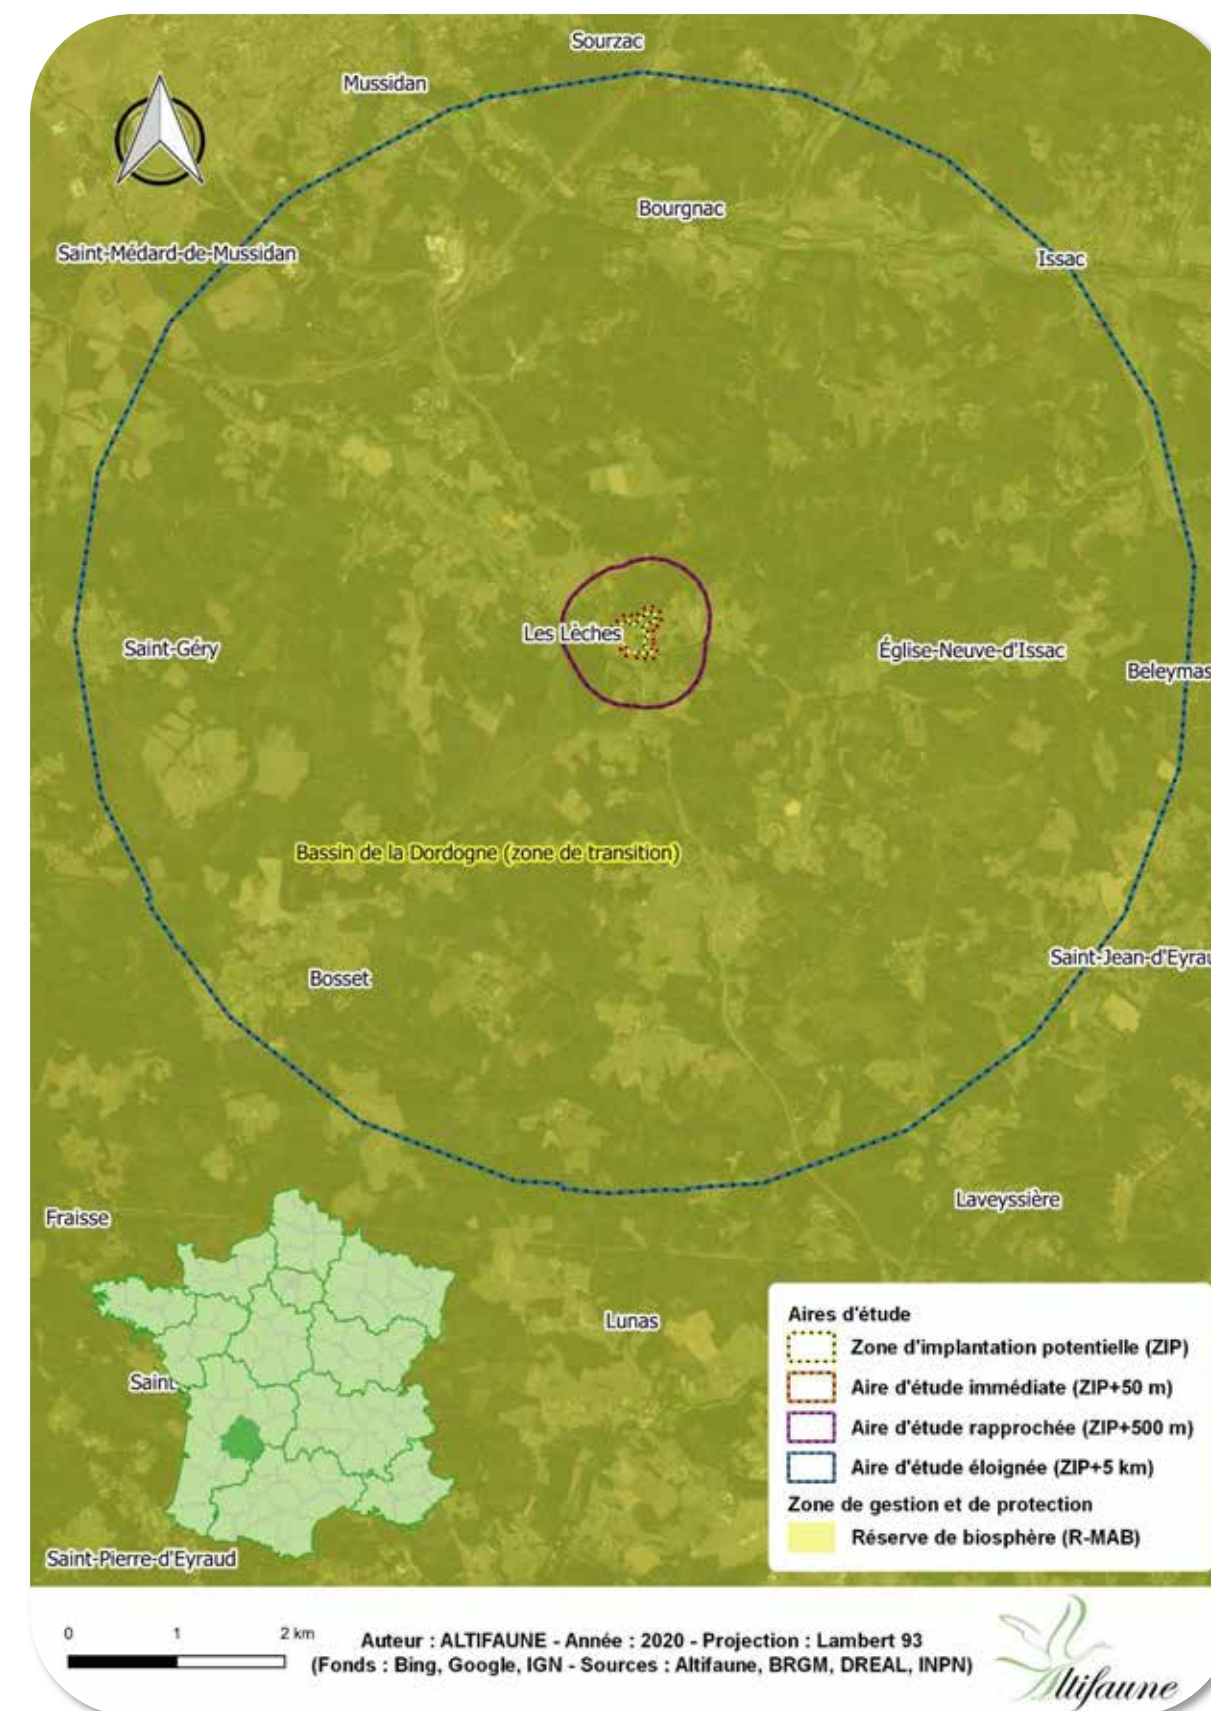 Sourzac
Mussidan
Bourgnac
Saint-Médard-de-Mussidan
Issac
Les Lèches
Saint-Géry
Église-Neuve-d'Issac
Beleymas
Bassin de la Dordogne (zone de transition)
Saint-Jean-d'Eyrau
Bosset
Laveyssière
Fraisse
Lunas
Saint-
Saint-Pierre-d'Eyraud
Aires d'étude
Zone d'implantation potentielle (ZIP)
Aire d'étude immédiate (ZIP+50 m)
Aire d'étude rapprochée (ZIP+500 m)
Aire d'étude éloignée (ZIP+5 km)
Zone de gestion et de protection
Réserve de biosphère (R-MAB)
0 1 2 km
Auteur : ALTIFAUNE - Année : 2020 - Projection : Lambert 93
(Fonds : Bing, Google, IGN - Sources : Altifaune, BRGM, DREAL, INPN)
Altifaune